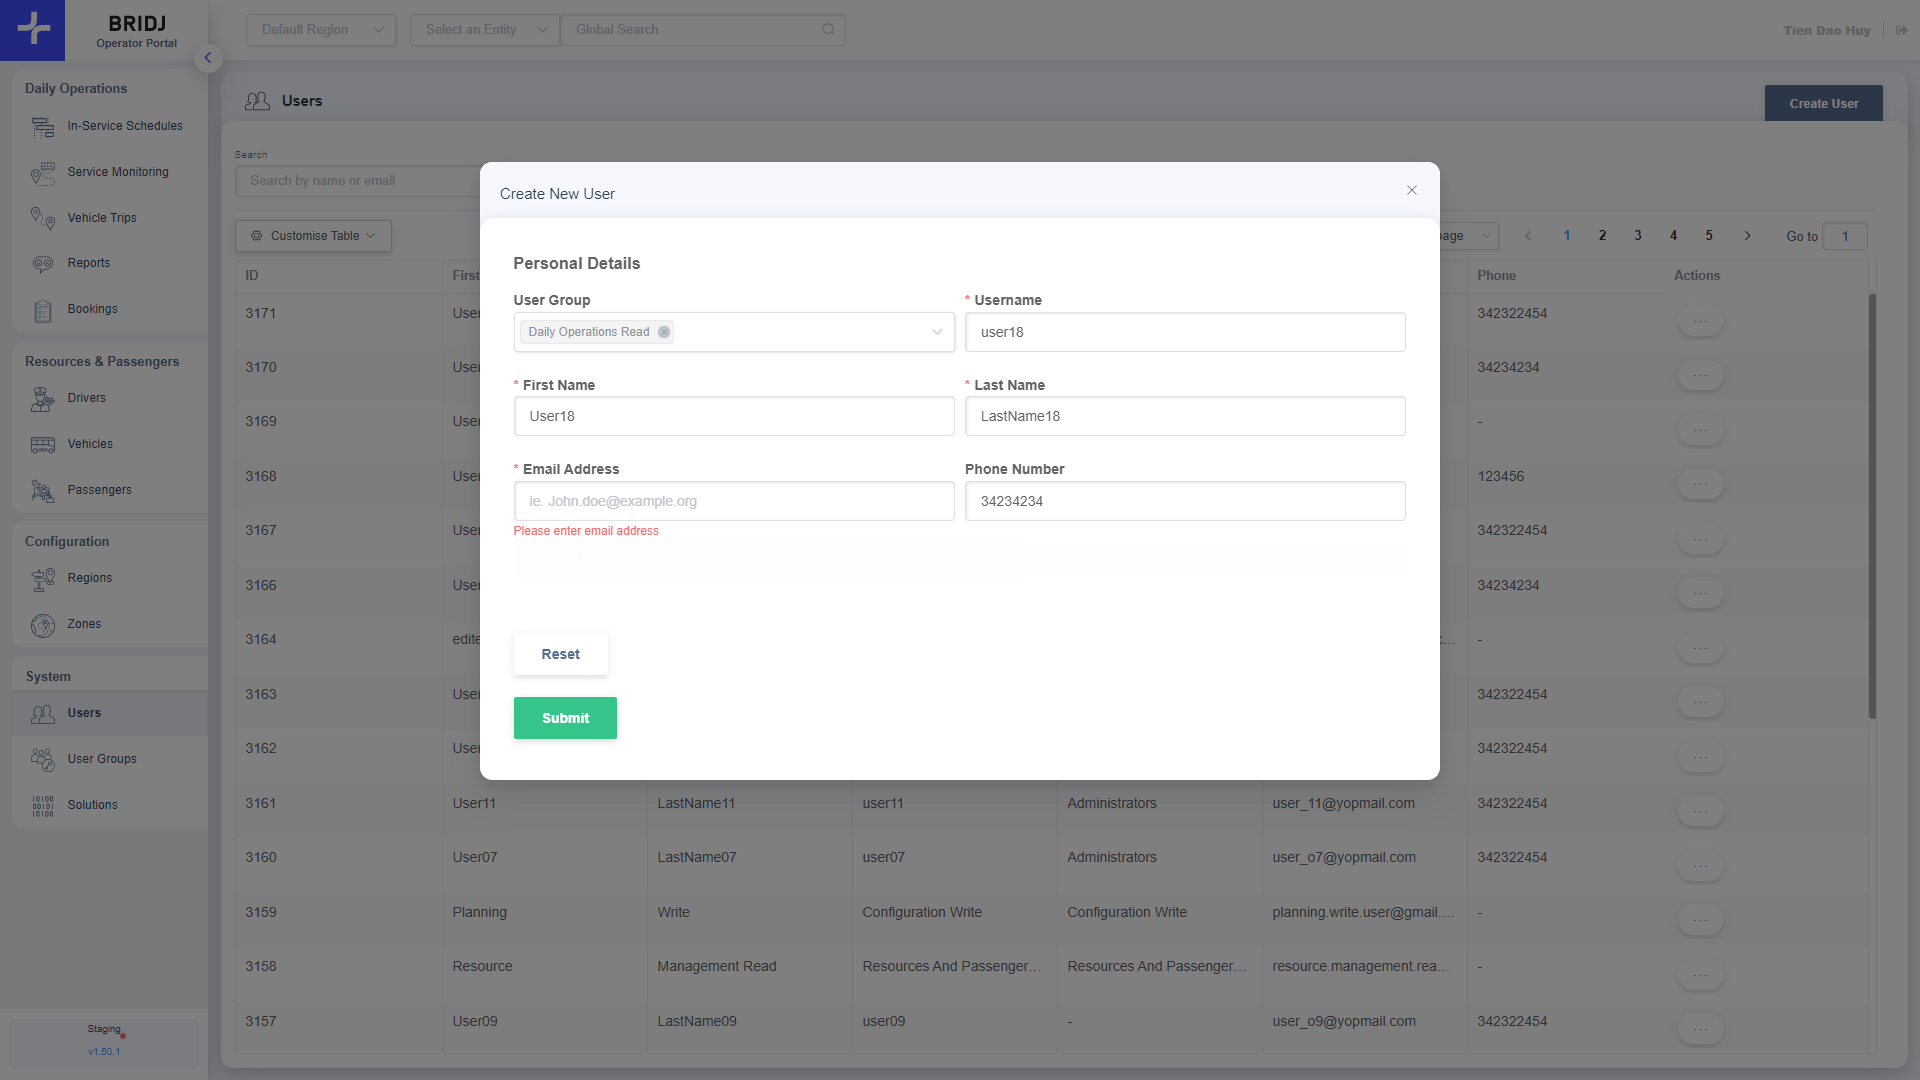 BRIDJ
Operator Portal
Default Region
Select an Entity
Global Search
Tien Dao Huy
Daily Operations
In-Service Schedules
Service Monitoring
Vehicle Trips
Reports
Bookings
Resources & Passengers
Drivers
Vehicles
Passengers
Configuration
Regions
Zones
System
Users
User Groups
Solutions
Staging
v1.50.1
Users
Create User
Search
Search by name or email
Customise Table
page
1 2 3 4 5
Go to 1
ID First Phone Actions
3171 User 342322454 ...
3170 User 34234234 ...
3169 User - ...
3168 User 123456 ...
3167 User 342322454 ...
3166 User 34234234 ...
3164 edite c... - ...
3163 User 342322454 ...
3162 User 342322454 ...
3161 User11 LastName11 user11 Administrators user_11@yopmail.com 342322454 ...
3160 User07 LastName07 user07 Administrators user_o7@yopmail.com 342322454 ...
3159 Planning Write Configuration Write Configuration Write planning.write.user@gmail.... - ...
3158 Resource Management Read Resources And Passenger... Resources And Passenger... resource.management.rea... - ...
3157 User09 LastName09 user09 - user_o9@yopmail.com 342322454 ...
Create New User
Personal Details
User Group
Daily Operations Read
* Username
user18
* First Name
User18
* Last Name
LastName18
* Email Address
ie. John.doe@example.org
Please enter email address
Phone Number
34234234
Reset
Submit